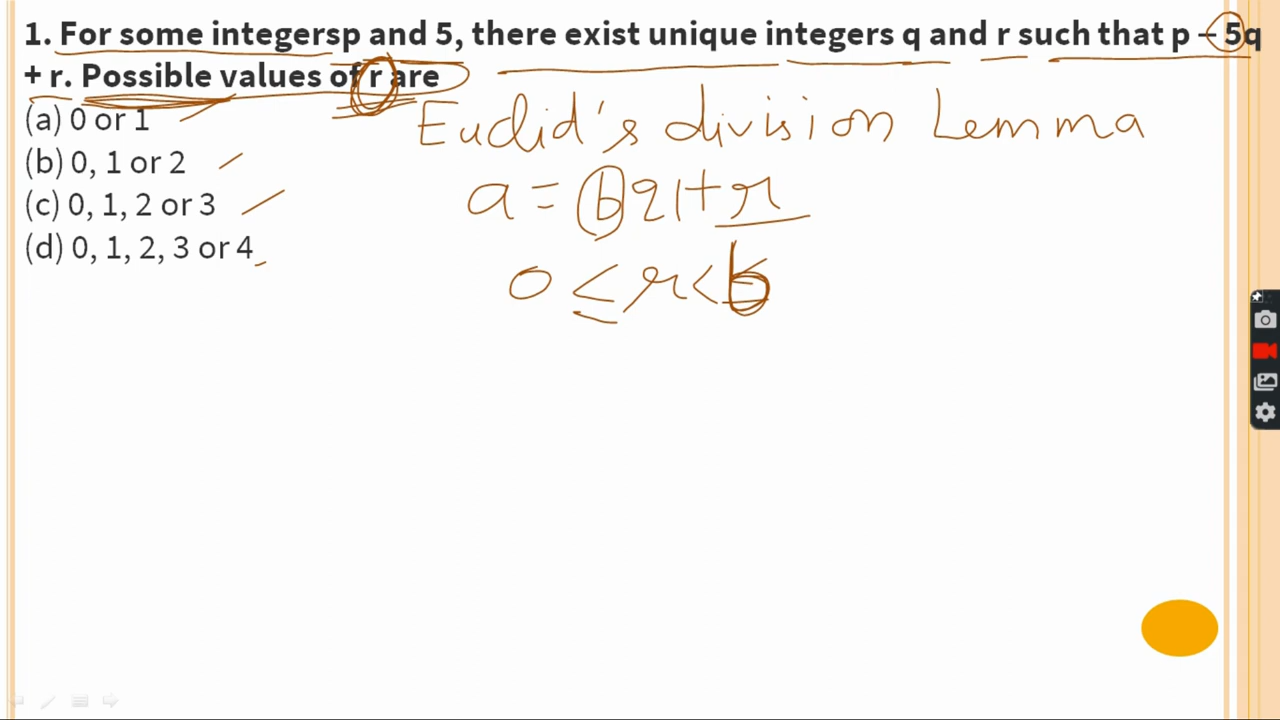 1. For some integersp and 5, there exist unique integers q and r such that p – 5q
+ r. Possible values of r are
(a) 0 or 1
(b) 0, 1 or 2
(c) 0, 1, 2 or 3
(d) 0, 1, 2, 3 or 4
Euclid's division Lemma
a = bq + r
0 ≤ r < b